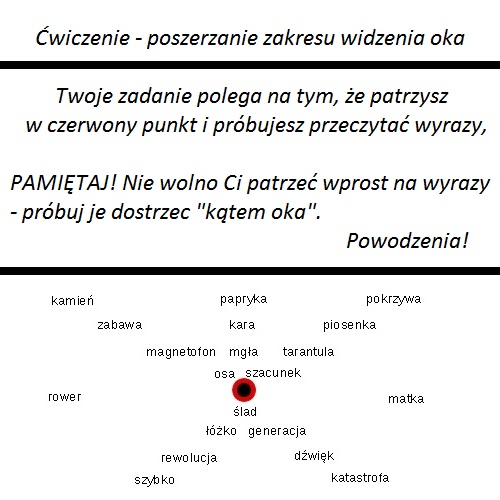 Ćwiczenie - poszerzanie zakresu widzenia oka
Twoje zadanie polega na tym, że patrzysz
w czerwony punkt i próbujesz przeczytać wyrazy,
PAMIĘTAJ! Nie wolno Ci patrzeć wprost na wyrazy
- próbuj je dostrzec "kątem oka".
Powodzenia!
kamień papryka pokrzywa
zabawa kara piosenka
magnetofon mgła tarantula
osa szacunek
rower matka
ślad
łóżko generacja
rewolucja dźwięk
szybko katastrofa